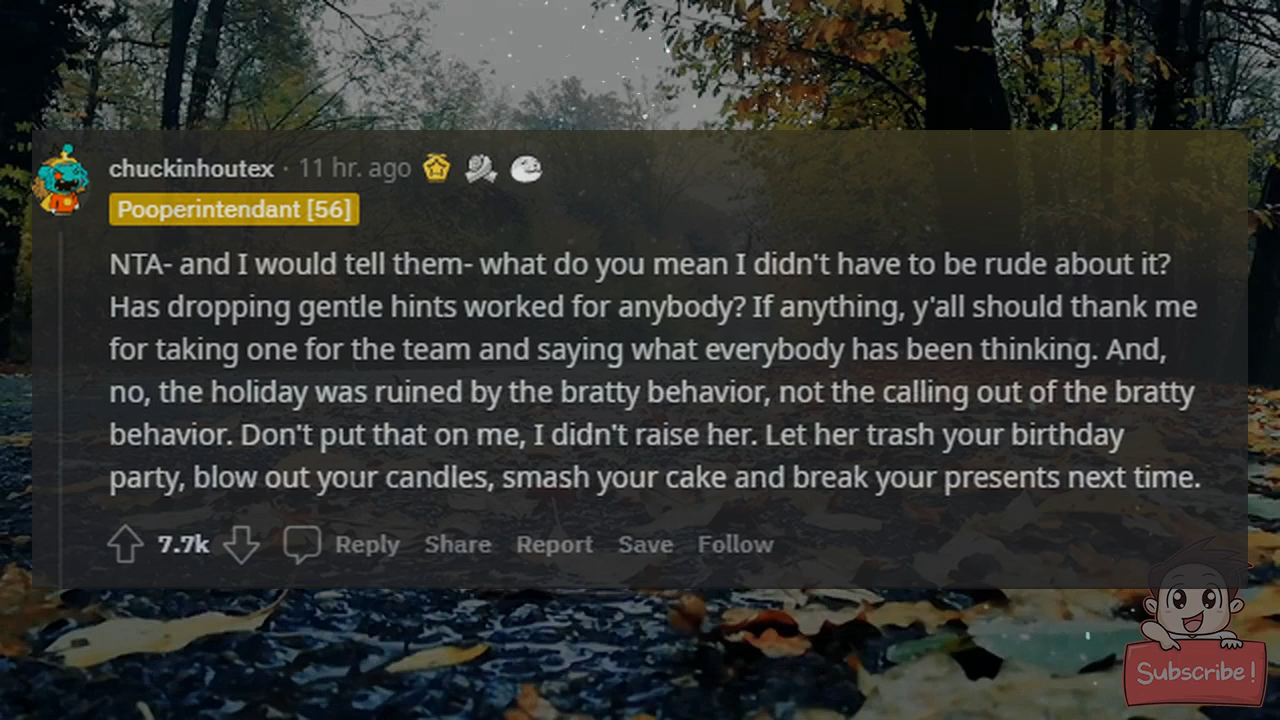 chuckinhoutex · 11 hr. ago
Pooperintendant [56]
NTA- and I would tell them- what do you mean I didn't have to be rude about it?
Has dropping gentle hints worked for anybody? If anything, y'all should thank me
for taking one for the team and saying what everybody has been thinking. And,
no, the holiday was ruined by the bratty behavior, not the calling out of the bratty
behavior. Don't put that on me, I didn't raise her. Let her trash your birthday
party, blow out your candles, smash your cake and break your presents next time.
7.7k Reply Share Report Save Follow
Subscribe!